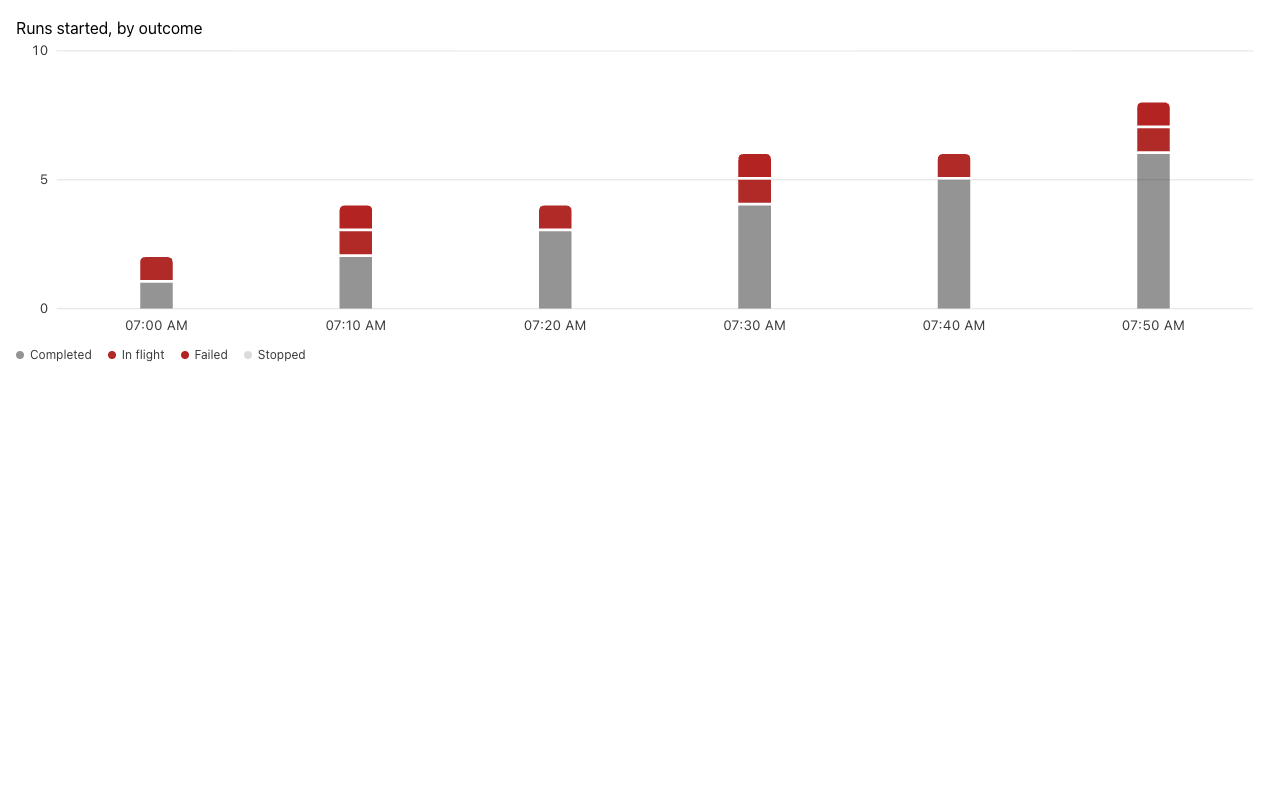 Runs started, by outcome
10
5
0
07:00 AM 07:10 AM 07:20 AM 07:30 AM 07:40 AM 07:50 AM
Completed In flight Failed Stopped